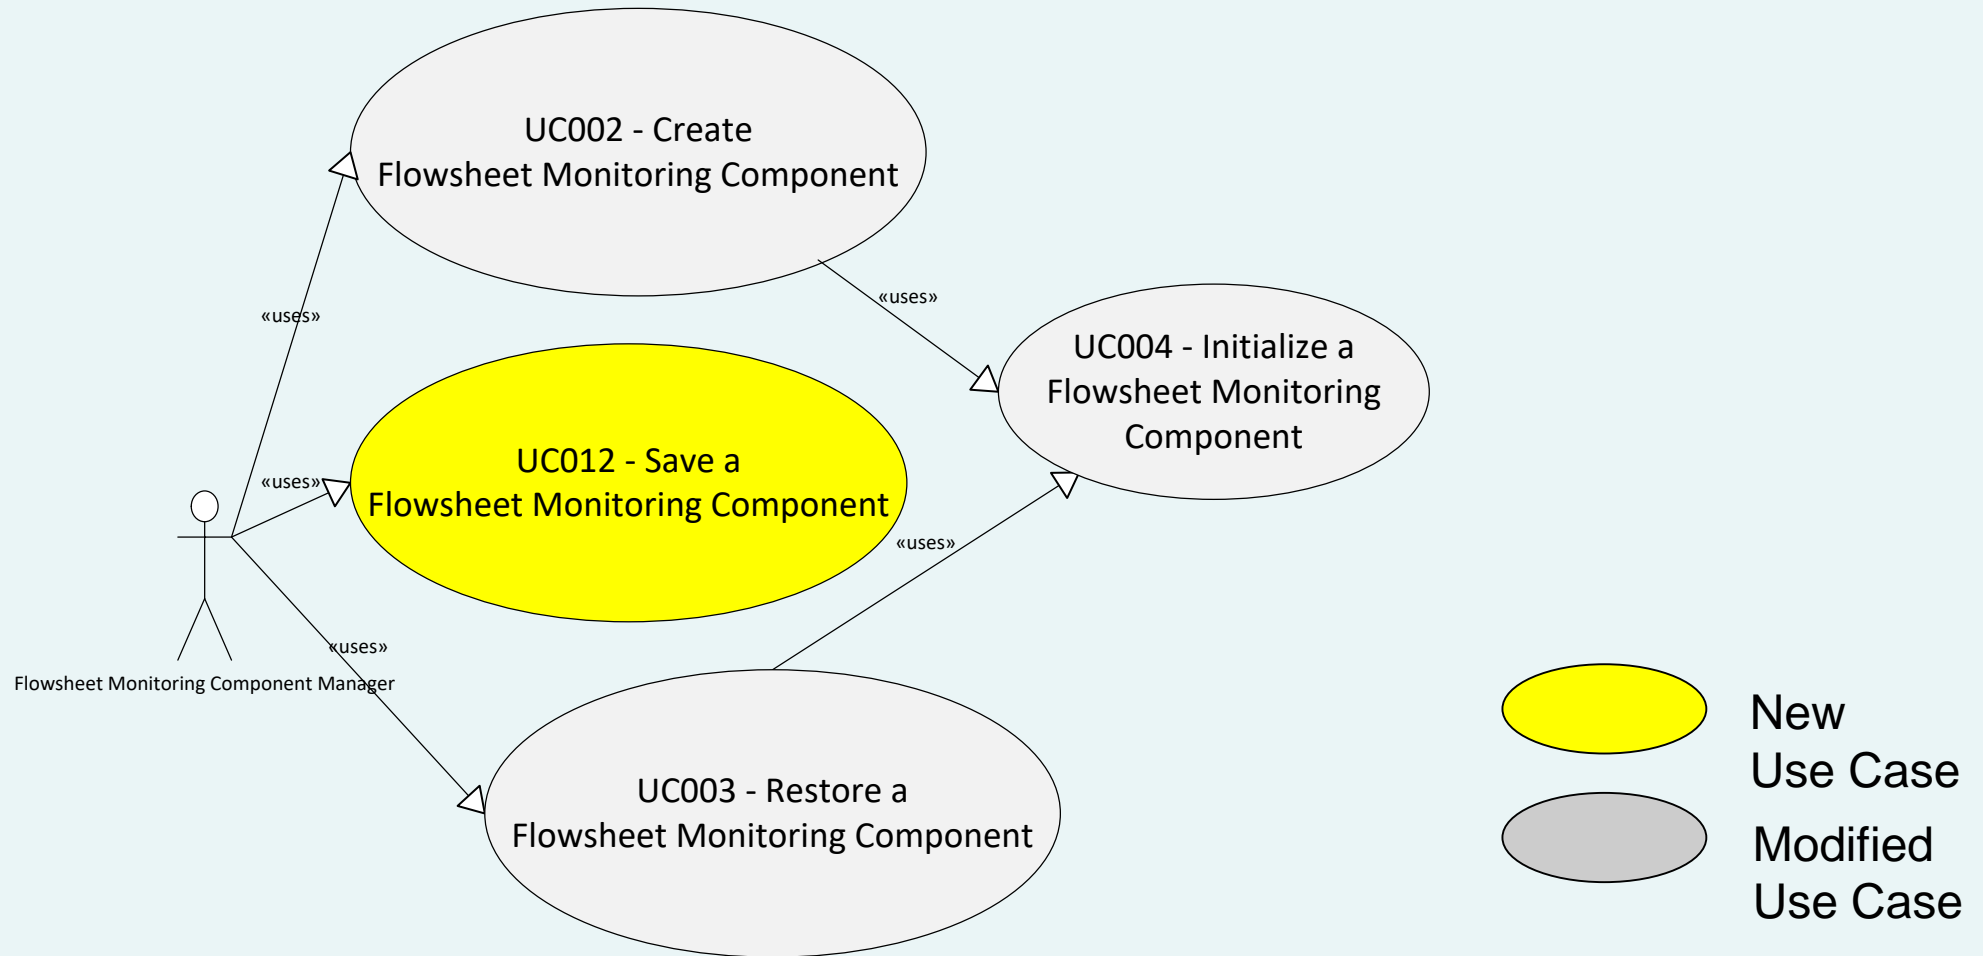 UC002 - Create
Flowsheet Monitoring Component
«uses»
«uses»
UC004 - Initialize a
Flowsheet Monitoring
Component
UC012 - Save a
Flowsheet Monitoring Component
«uses»
«uses»
«uses»
Flowsheet Monitoring Component Manager
UC003 - Restore a
Flowsheet Monitoring Component
New
Use Case
Modified
Use Case